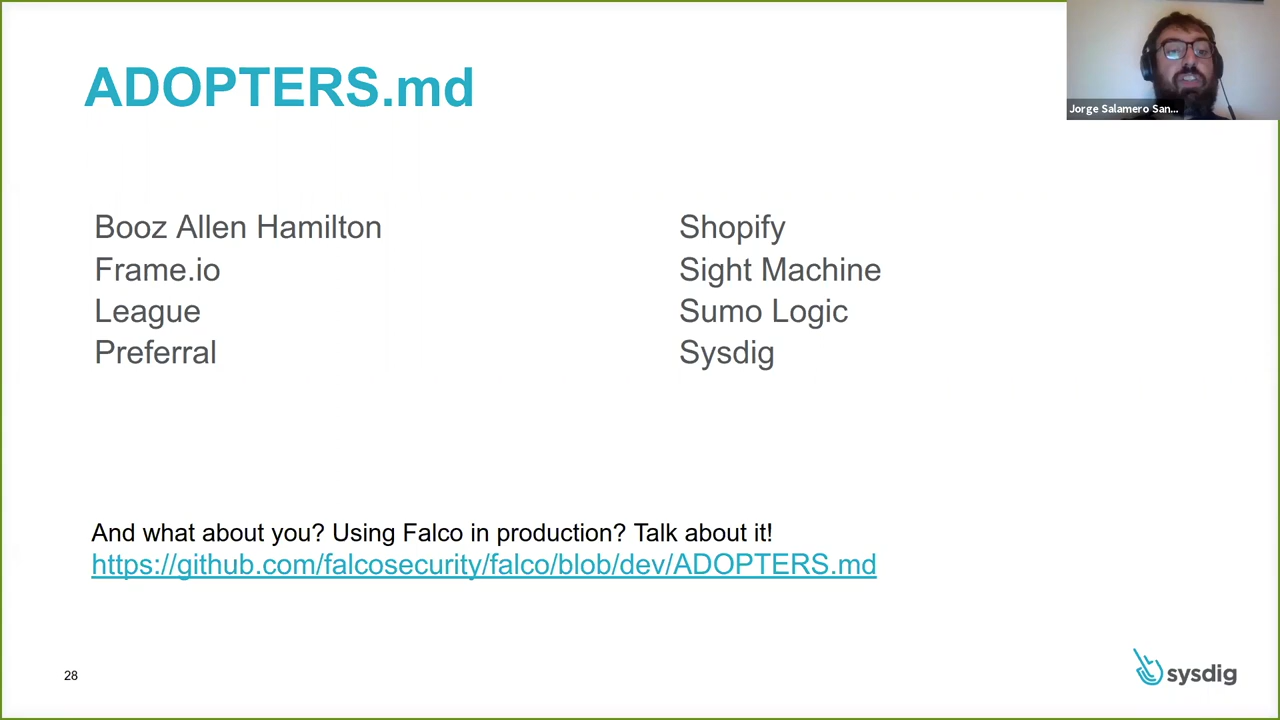 ADOPTERS.md
Jorge Salamero San...
Booz Allen Hamilton
Frame.io
League
Preferral
Shopify
Sight Machine
Sumo Logic
Sysdig
And what about you? Using Falco in production? Talk about it!
https://github.com/falcosecurity/falco/blob/dev/ADOPTERS.md
28
sysdig